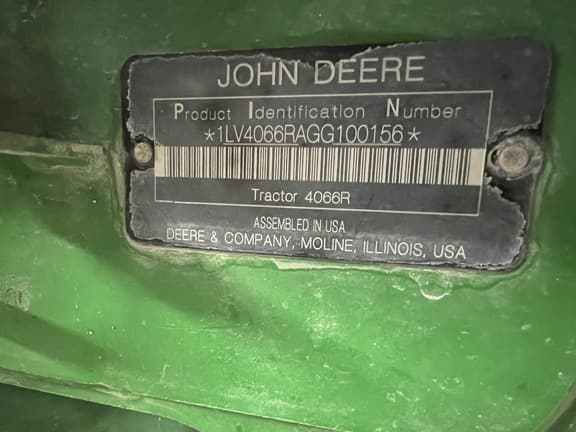 JOHN DEERE
Product Identification Number
*1LV4066RAGG100156*
Tractor 4066R
ASSEMBLED IN USA
DEERE & COMPANY, MOLINE, ILLINOIS, USA